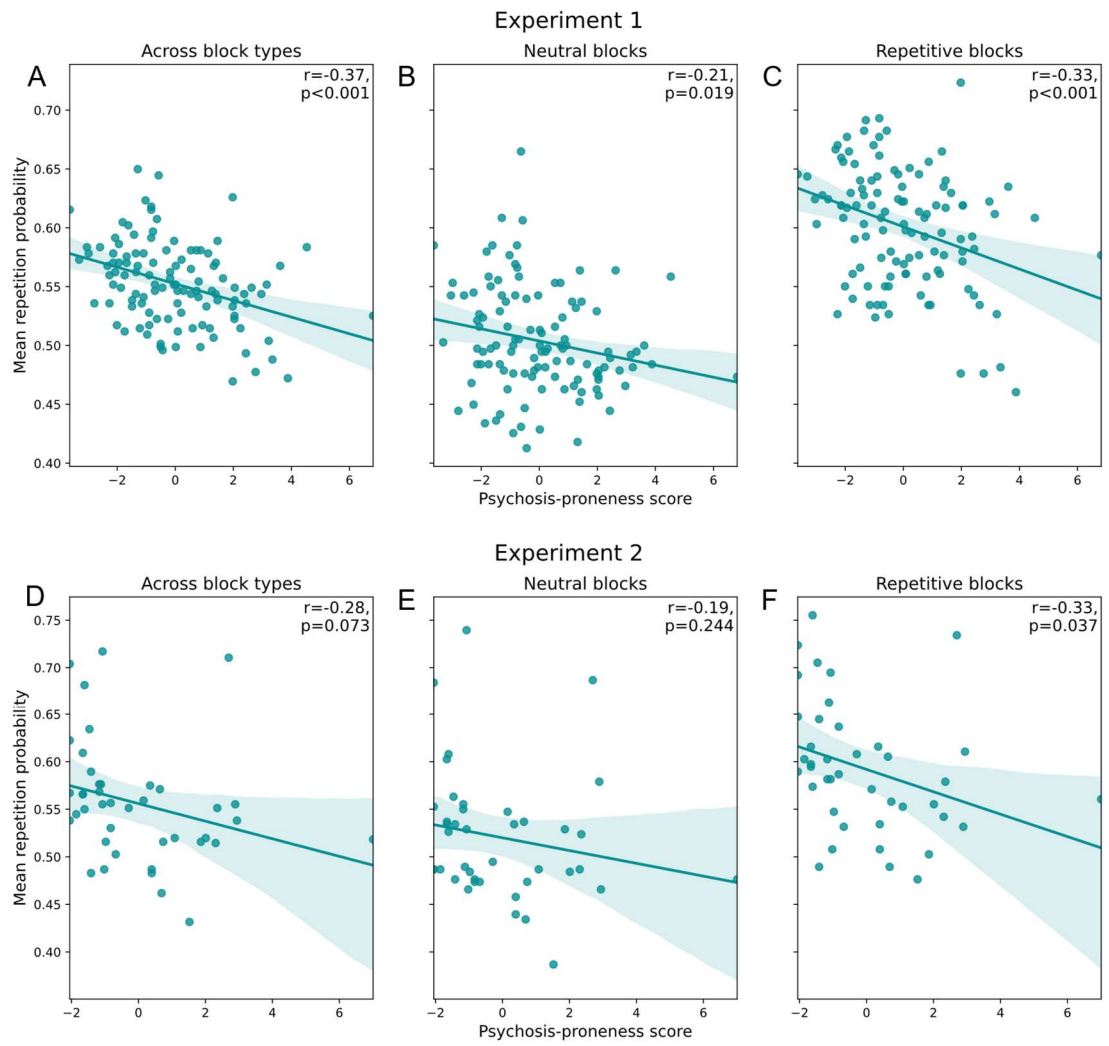 Experiment 1
Across block types
Neutral blocks
Repetitive blocks
A
B
C
r=-0.37,
p<0.001
r=-0.21,
p=0.019
r=-0.33,
p<0.001
Mean repetition probability
0.70
0.65
0.60
0.55
0.50
0.45
0.40
−2 0 2 4 6
−2 0 2 4 6
−2 0 2 4 6
Psychosis-proneness score
Experiment 2
Across block types
Neutral blocks
Repetitive blocks
D
E
F
r=-0.28,
p=0.073
r=-0.19,
p=0.244
r=-0.33,
p=0.037
Mean repetition probability
0.75
0.70
0.65
0.60
0.55
0.50
0.45
0.40
−2 0 2 4 6
−2 0 2 4 6
−2 0 2 4 6
Psychosis-proneness score